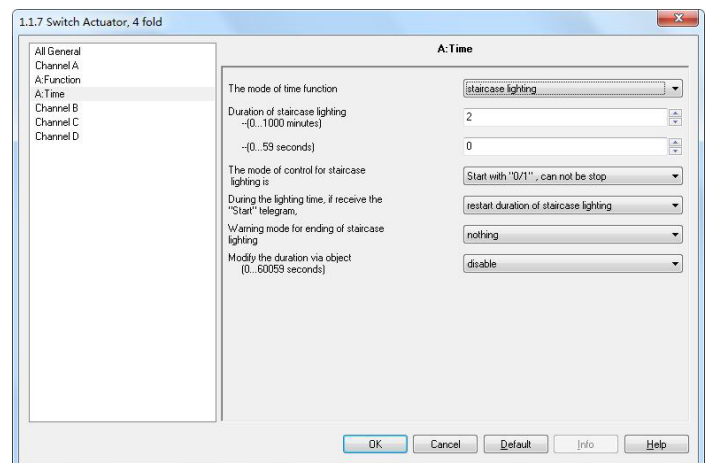 1.1.7 Switch Actuator, 4 fold
All General
Channel A
A:Function
A:Time
Channel B
Channel C
Channel D
A:Time
The mode of time function
staircase lighting
Duration of staircase lighting
--(0...1000 minutes)
2
--(0...59 seconds)
0
The mode of control for staircase
lighting is
Start with "0/1" , can not be stop
During the lighting time, if receive the
"Start" telegram,
restart duration of staircase lighting
Warning mode for ending of staircase
lighting
nothing
Modify the duration via object
(0...60059 seconds)
disable
OK
Cancel
Default
Info
Help